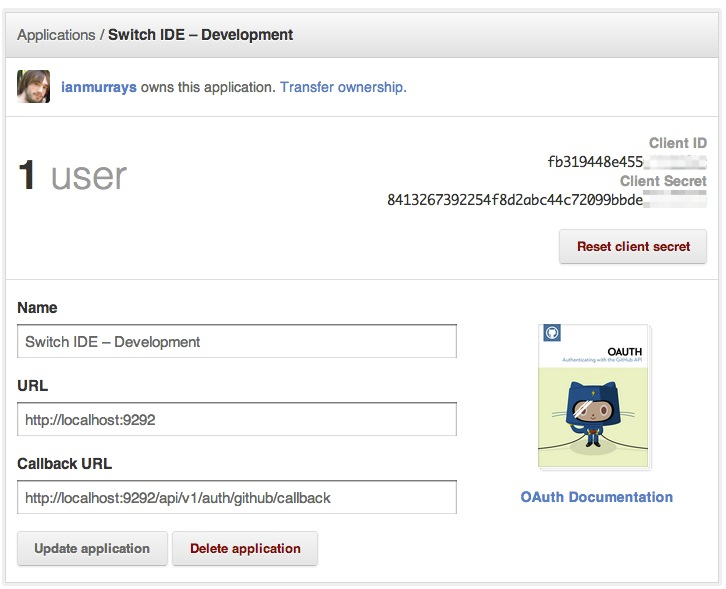 Applications / Switch IDE – Development
ianmurrays owns this application. Transfer ownership.
1 user
Client ID
fb319448e455
Client Secret
8413267392254f8d2abc44c72099bbde
Reset client secret
Name
Switch IDE – Development
URL
http://localhost:9292
Callback URL
http://localhost:9292/api/v1/auth/github/callback
Update application
Delete application
OAUTH
Authenticating with the GitHub API
OAuth Documentation